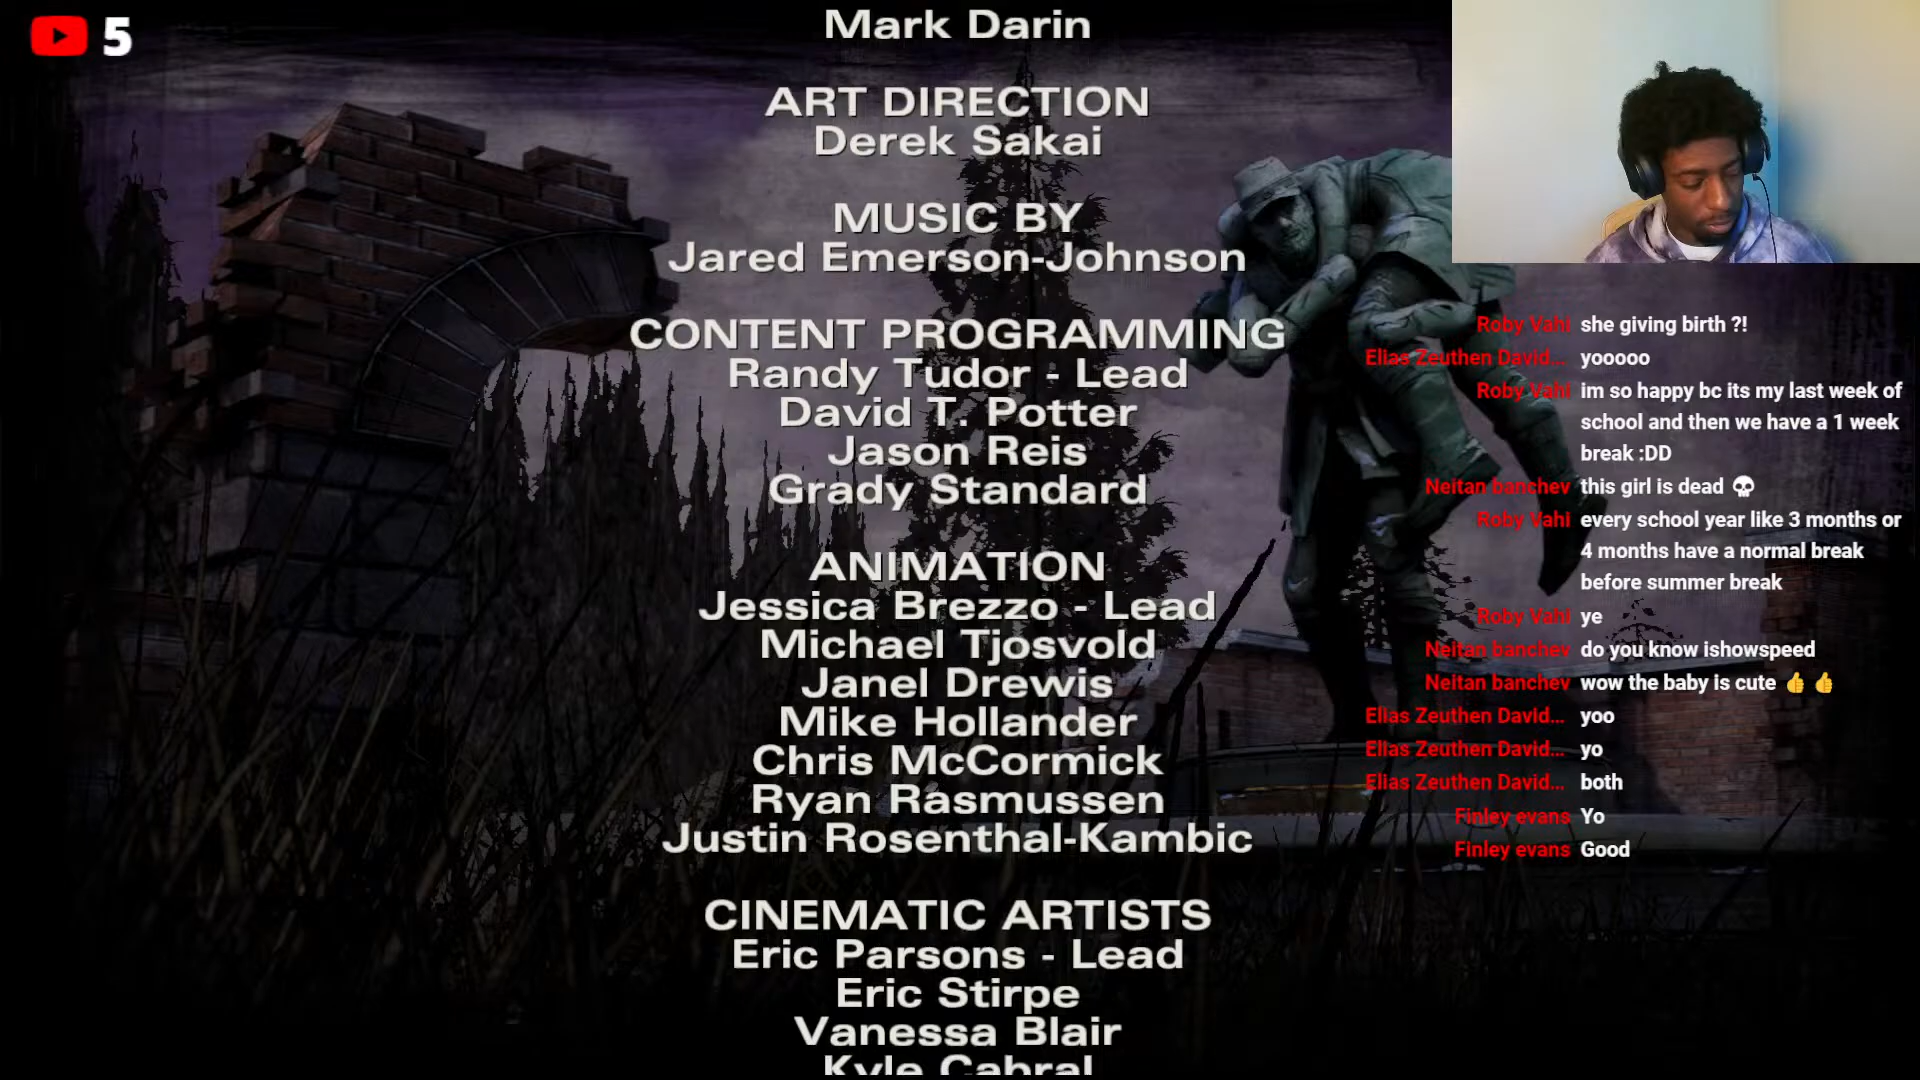 5
Mark Darin
ART DIRECTION
Derek Sakai
MUSIC BY
Jared Emerson-Johnson
CONTENT PROGRAMMING
Randy Tudor - Lead
David T. Potter
Jason Reis
Grady Standard
ANIMATION
Jessica Brezzo - Lead
Michael Tjosvold
Janel Drewis
Mike Hollander
Chris McCormick
Ryan Rasmussen
Justin Rosenthal-Kambic
CINEMATIC ARTISTS
Eric Parsons - Lead
Eric Stirpe
Vanessa Blair
Kyle Cabral
Roby Vahi she giving birth ?!
Elias Zeuthen David... yooooo
Roby Vahi im so happy bc its my last week of
school and then we have a 1 week
break :DD
Neitan banchev this girl is dead 💀
Roby Vahi every school year like 3 months or
4 months have a normal break
before summer break
Roby Vahi ye
Neitan banchev do you know ishowspeed
Neitan banchev wow the baby is cute 👍 👍
Elias Zeuthen David... yoo
Elias Zeuthen David... yo
Elias Zeuthen David... both
Finley evans Yo
Finley evans Good